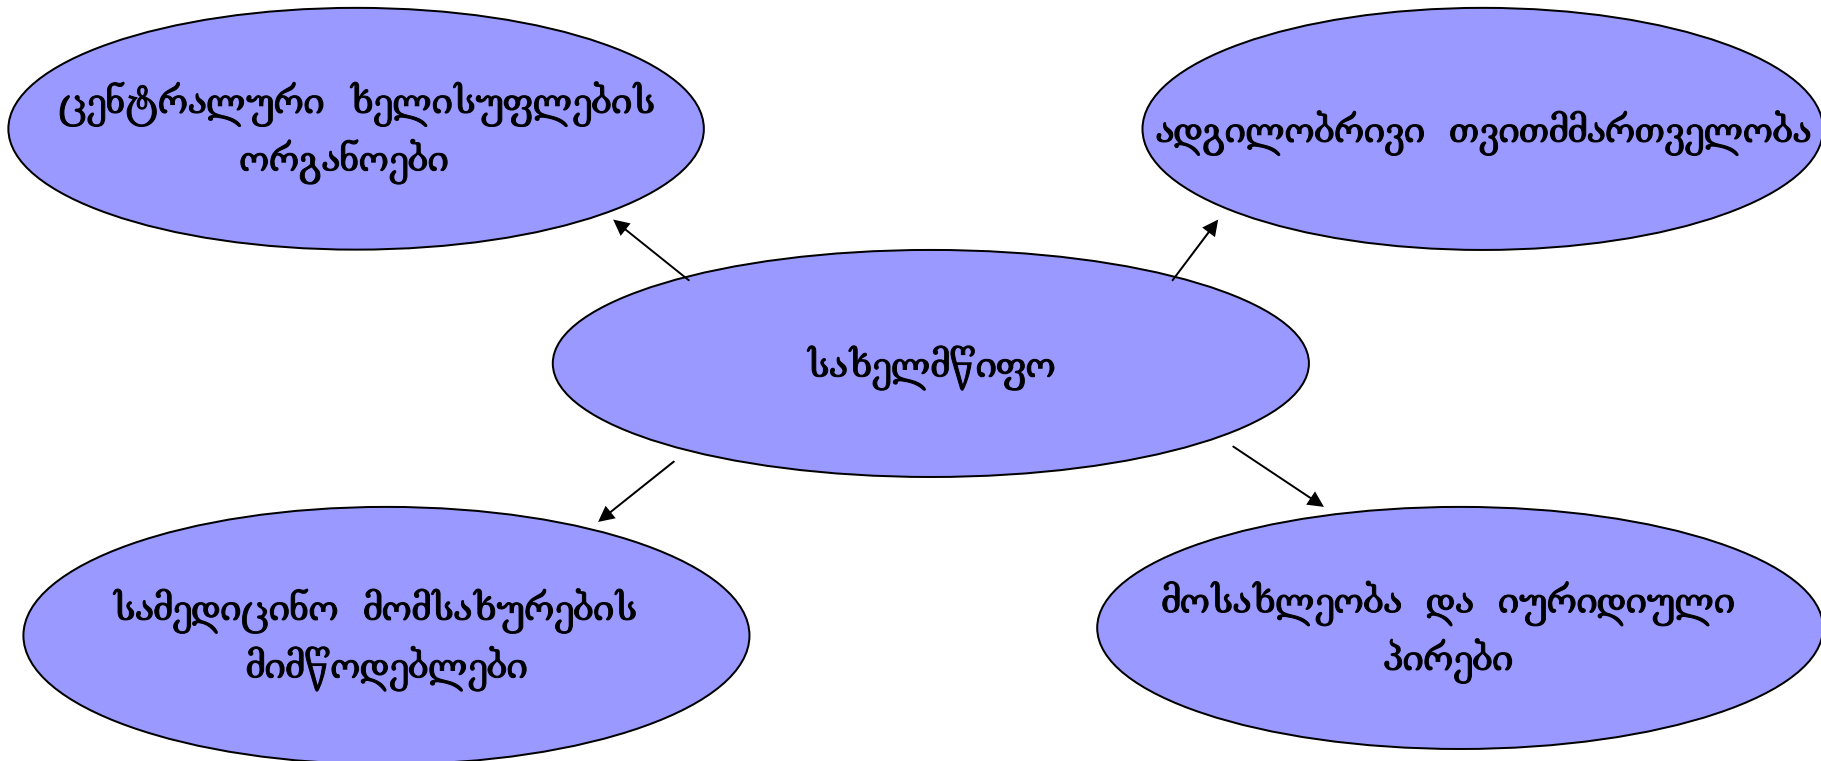 ცენტრალური ხელისუფლების
ორგანოები
ადგილობრივი თვითმმართველობა
სახელმწიფო
სამედიცინო მომსახურების
მიმწოდებლები
მოსახლეობა და იურიდიული
პირები